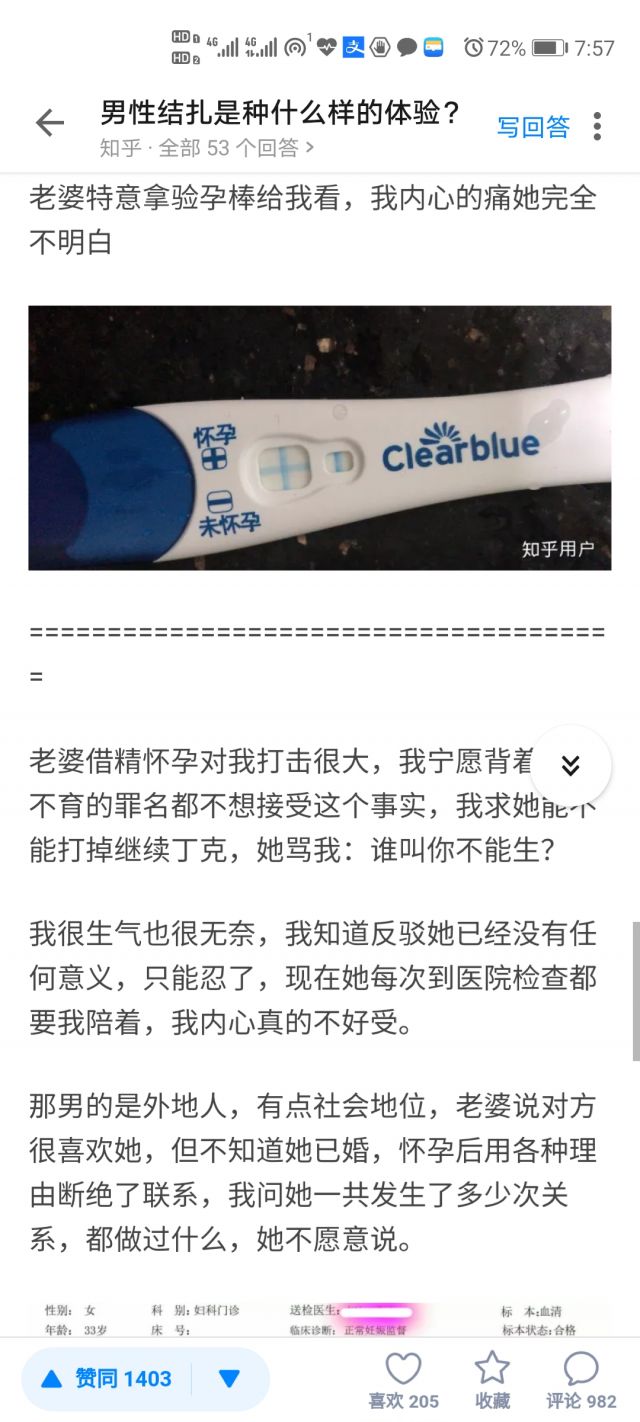 HD 1 4G 4G 1 72% 7:57
HD 2
男性结扎是种什么样的体验？
写回答
知乎 · 全部 53 个回答 >
老婆特意拿验孕棒给我看，我内心的痛她完全
不明白
怀孕
Clearblue
未怀孕
知乎用户
=====================================
=
老婆借精怀孕对我打击很大，我宁愿背着
不育的罪名都不想接受这个事实，我求她能不
能打掉继续丁克，她骂我：谁叫你不能生？
我很生气也很无奈，我知道反驳她已经没有任
何意义，只能忍了，现在她每次到医院检查都
要我陪着，我内心真的不好受。
那男的是外地人，有点社会地位，老婆说对方
很喜欢她，但不知道她已婚，怀孕后用各种理
由断绝了联系，我问她一共发生了多少次关
系，都做过什么，她不愿意说。
性别： 女 科 别：妇科门诊 送检医生： 标 本:血清
年龄： 33岁 床 号： 临床诊断： 正常妊娠监督 标本状态:合格
赞同 1403
喜欢 205 收藏 评论 982